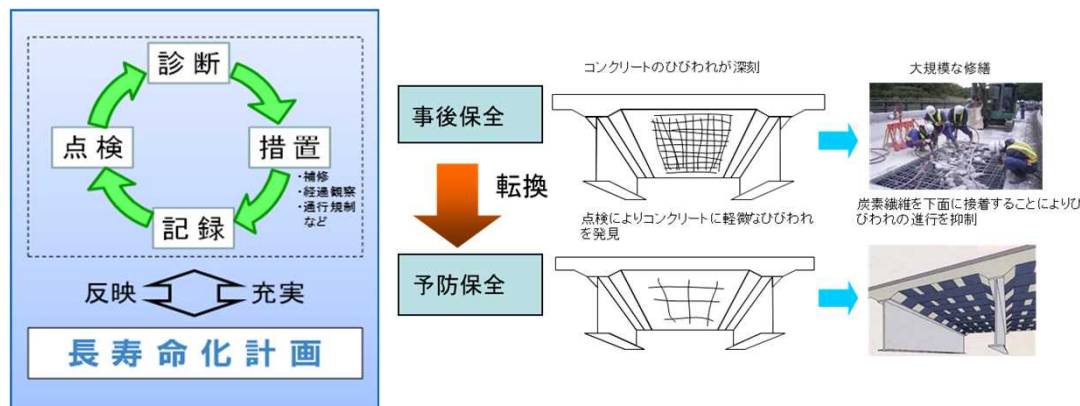 診断
点検
措置
・補修
・経過観察
・通行規制
など
記録
反映
充実
長寿命化計画
事後保全
転換
予防保全
コンクリートのひびわれが深刻
大規模な修繕
点検によりコンクリートに軽微なひびわれ
を発見
炭素繊維を下面に接着することによりひ
びわれの進行を抑制